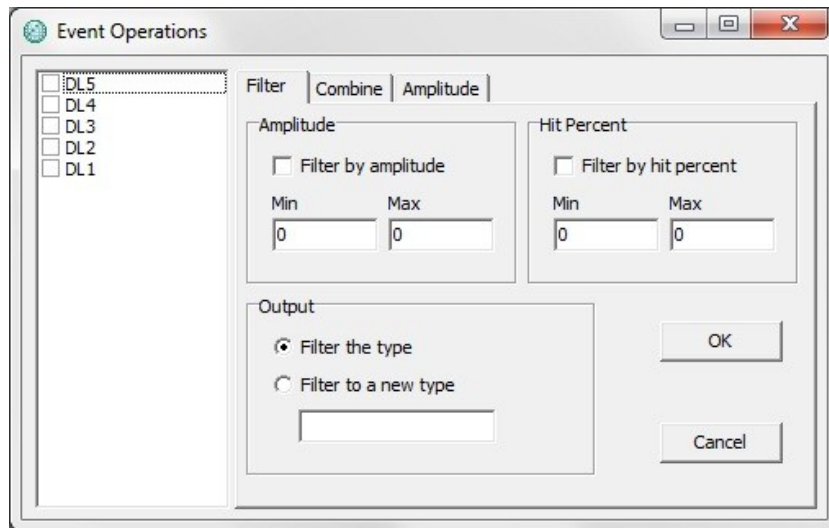 Event Operations
DL5
DL4
DL3
DL2
DL1
Filter Combine Amplitude
Amplitude
Filter by amplitude
Min Max
0 0
Hit Percent
Filter by hit percent
Min Max
0 0
Output
Filter the type
Filter to a new type
OK
Cancel